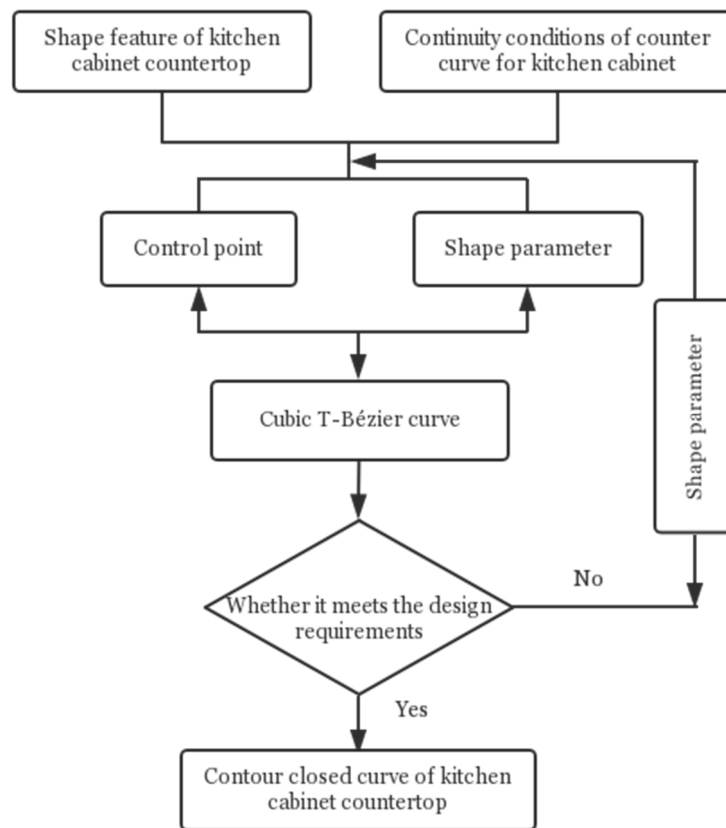 Shape feature of kitchen
cabinet countertop
Continuity conditions of counter
curve for kitchen cabinet
Control point
Shape parameter
Cubic T-Bézier curve
Shape parameter
Whether it meets the design
requirements
No
Yes
Contour closed curve of kitchen
cabinet countertop